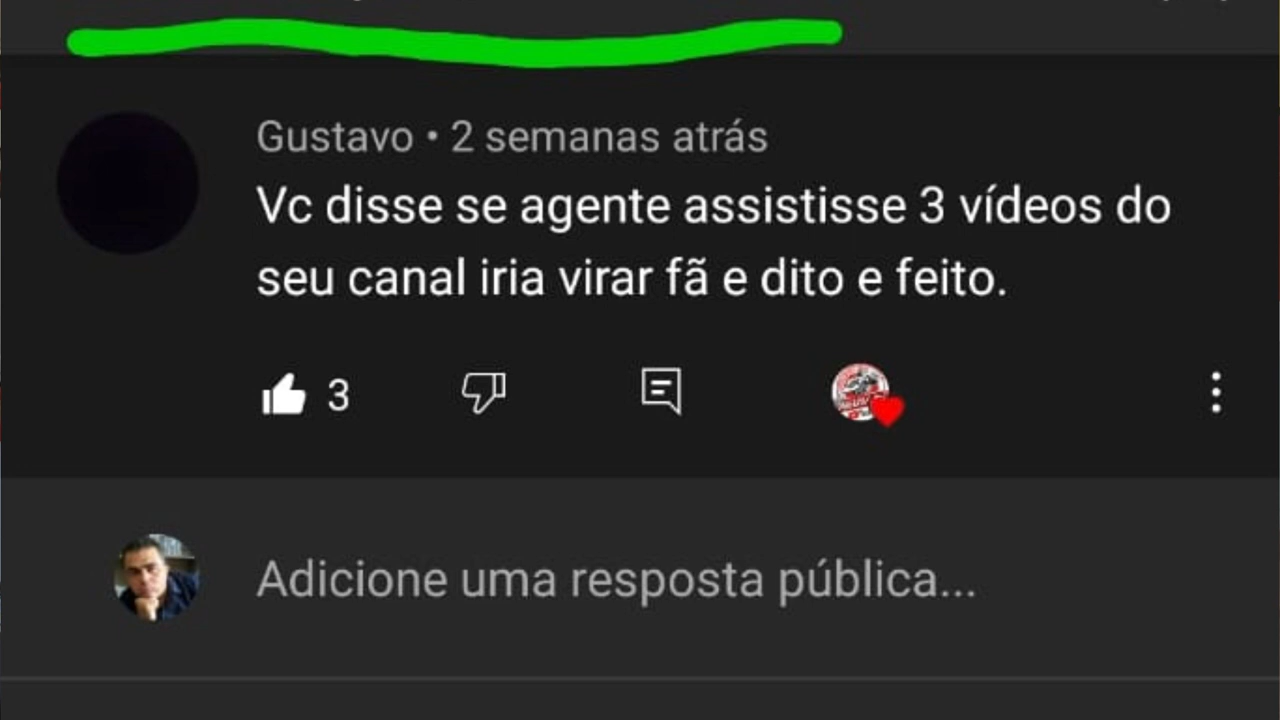 Gustavo • 2 semanas atrás
Vc disse se agente assistisse 3 vídeos do
seu canal iria virar fã e dito e feito.
3
Adicione uma resposta pública...